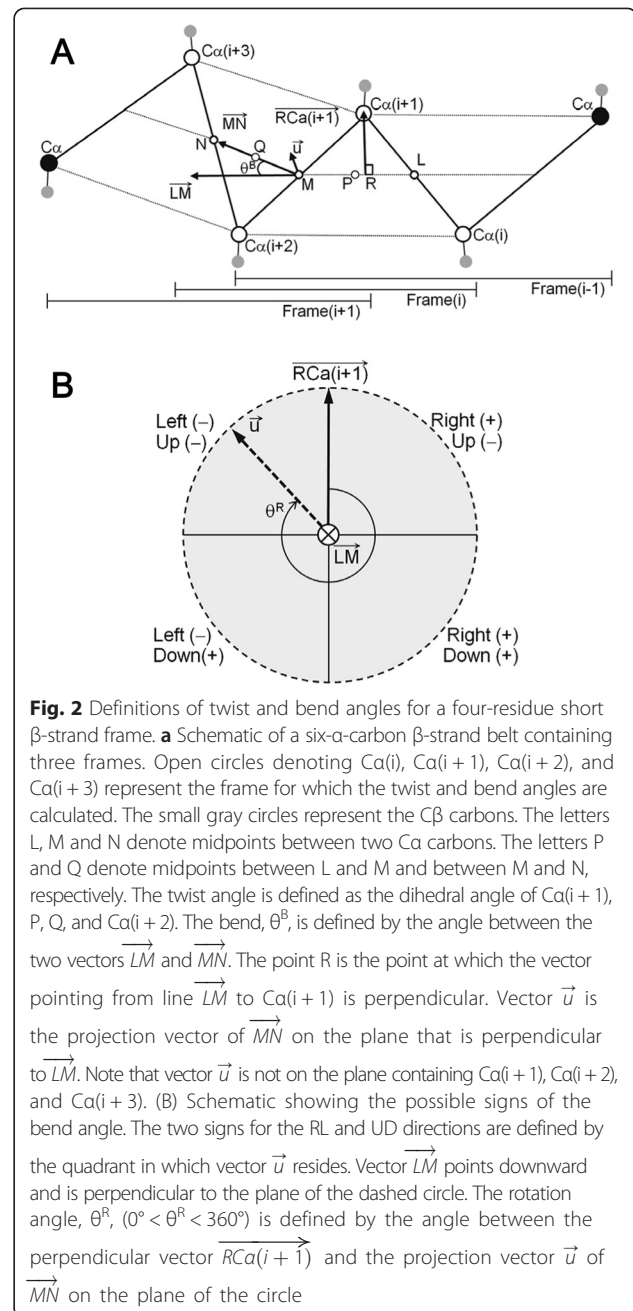 A
Cα(i+3)
Cα
N
MN
Q
θB
u
RCa(i+1)
Cα(i+1)
Cα
LM
M
P
R
L
Cα(i+2)
Cα(i)
Frame(i-1)
Frame(i)
Frame(i+1)
B
RCa(i+1)
Left (–)
Up (–)
u
Right (+)
Up (–)
θR
LM
Left (–)
Down(+)
Right (+)
Down (+)
Fig. 2 Definitions of twist and bend angles for a four-residue short
β-strand frame. a Schematic of a six-α-carbon β-strand belt containing
three frames. Open circles denoting Cα(i), Cα(i + 1), Cα(i + 2), and
Cα(i + 3) represent the frame for which the twist and bend angles are
calculated. The small gray circles represent the Cβ carbons. The letters
L, M and N denote midpoints between two Cα carbons. The letters P
and Q denote midpoints between L and M and between M and N,
respectively. The twist angle is defined as the dihedral angle of Cα(i + 1),
P, Q, and Cα(i + 2). The bend, θB, is defined by the angle between the
two vectors LM and MN. The point R is the point at which the vector
pointing from line LM to Cα(i + 1) is perpendicular. Vector u is
the projection vector of MN on the plane that is perpendicular
to LM. Note that vector u is not on the plane containing Cα(i + 1), Cα(i + 2),
and Cα(i + 3). (B) Schematic showing the possible signs of the
bend angle. The two signs for the RL and UD directions are defined by
the quadrant in which vector u resides. Vector LM points downward
and is perpendicular to the plane of the dashed circle. The rotation
angle, θR, (0° < θR < 360°) is defined by the angle between the
perpendicular vector RCα(i + 1) and the projection vector u of
MN on the plane of the circle